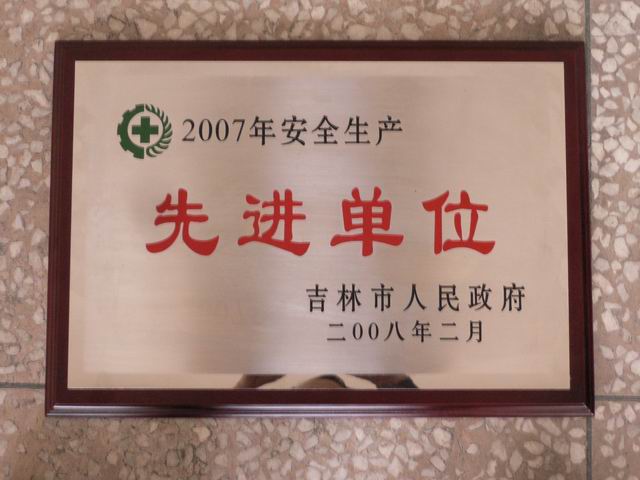 2007年安全生产
先进单位
吉林市人民政府
二00八年二月